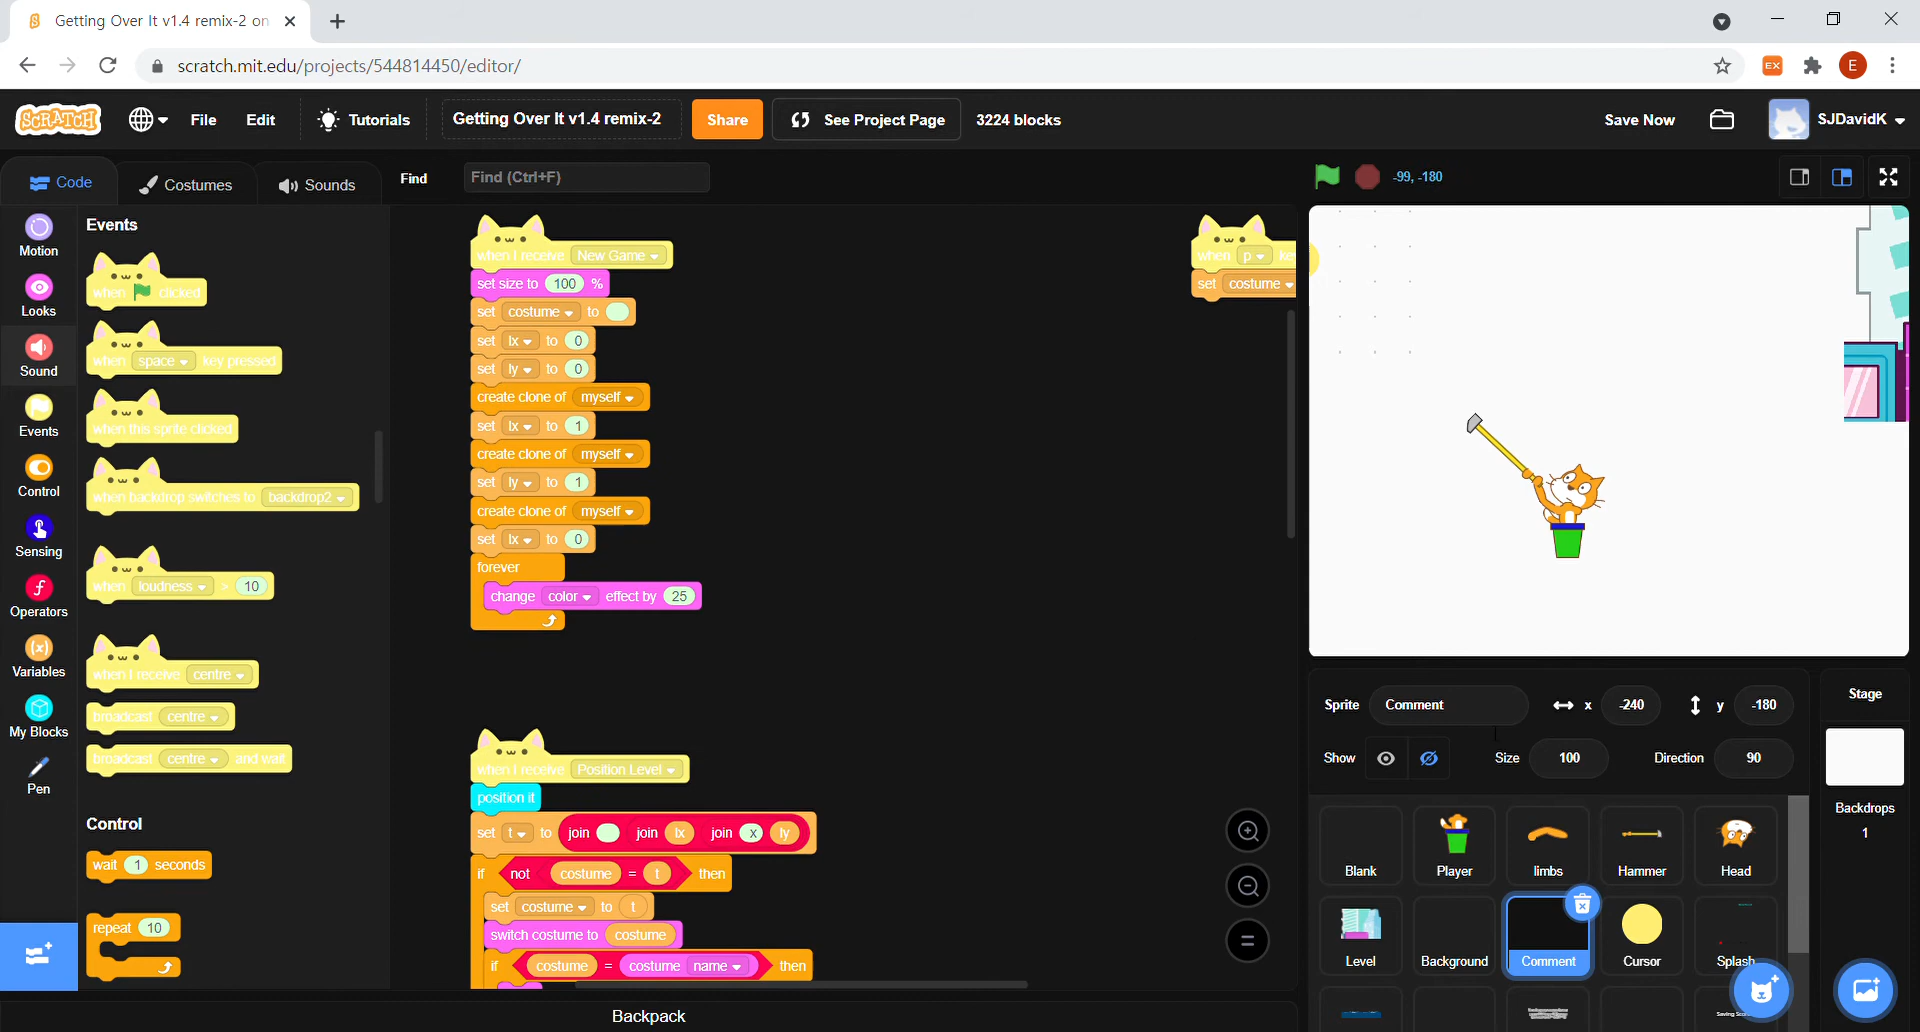 Getting Over It v1.4 remix-2 on
scratch.mit.edu/projects/544814450/editor/
EX
E
SCRATCH
File
Edit
Tutorials
Getting Over It v1.4 remix-2
Share
See Project Page
3224 blocks
Save Now
SJDavidK
Code
Costumes
Sounds
Find
Find (Ctrl+F)
-99, -180
Motion
Looks
Sound
Events
Control
Sensing
Operators
Variables
My Blocks
Pen
Events
when clicked
when space key pressed
when this sprite clicked
when backdrop switches to backdrop2
when loudness > 10
when I receive centre
broadcast centre
broadcast centre and wait
Control
wait 1 seconds
repeat 10
when I receive New Game
set size to 100 %
set costume to
set lx to 0
set ly to 0
create clone of myself
set lx to 1
create clone of myself
set ly to 1
create clone of myself
set lx to 0
forever
change color effect by 25
when I receive Position Level
position it
set t to join join lx join x ly
if not costume = t then
set costume to t
switch costume to costume
if costume = costume name then
when p ke
set costume
Sprite Comment x -240 y -180
Show Size 100 Direction 90
Blank
Player
limbs
Hammer
Head
Level
Background
Comment
Cursor
Splash
Saving Sco
Stage
Backdrops
1
Backpack